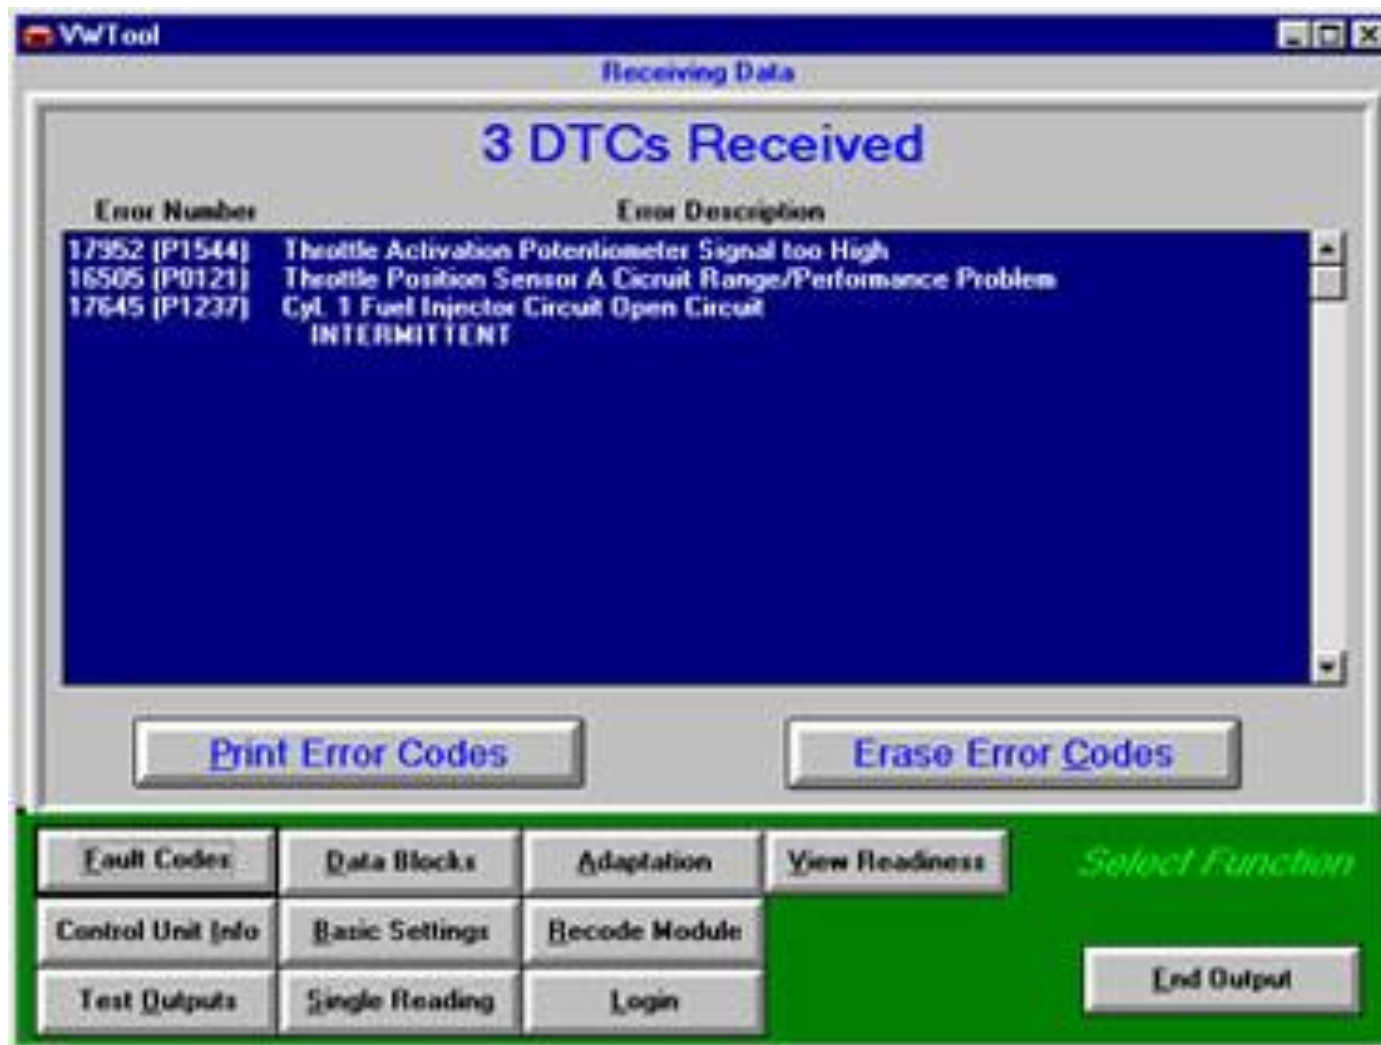 VWTool
Receiving Data
3 DTCs Received
Error Number Error Description
17952 [P1544] Throttle Activation Potentiometer Signal too High
16505 [P0121] Throttle Position Sensor A Cicruit Range/Performance Problem
17645 [P1237] Cyl. 1 Fuel Injector Circuit Open Circuit
INTERMITTENT
Print Error Codes Erase Error Codes
Fault Codes Data Blocks Adaptation View Readiness Select Function
Control Unit Info Basic Settings Recode Module
End Output
Test Outputs Single Reading Login